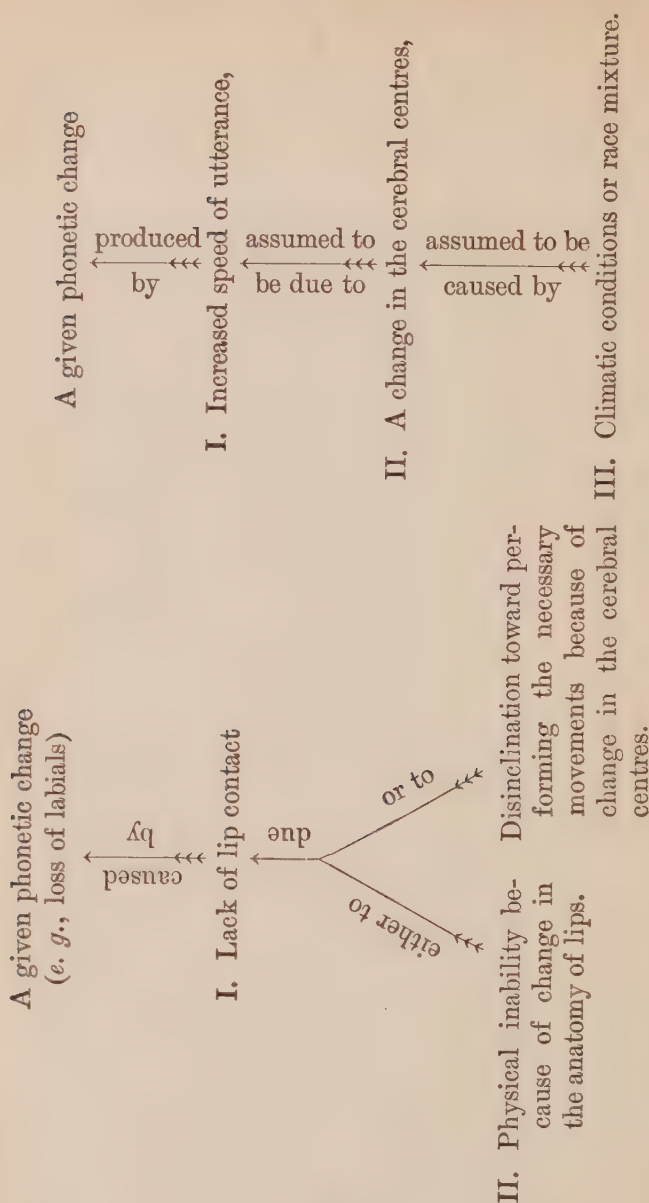 A given phonetic change
(e. g., loss of labials)
caused
by
I. Lack of lip contact
due
either to
or to
II. Physical inability be-
cause of change in
the anatomy of lips.
Disinclination toward per-
forming the necessary
movements because of
change in the cerebral
centres.
A given phonetic change
produced
by
I. Increased speed of utterance,
assumed to
be due to
II. A change in the cerebral centres,
assumed to be
caused by
III. Climatic conditions or race mixture.